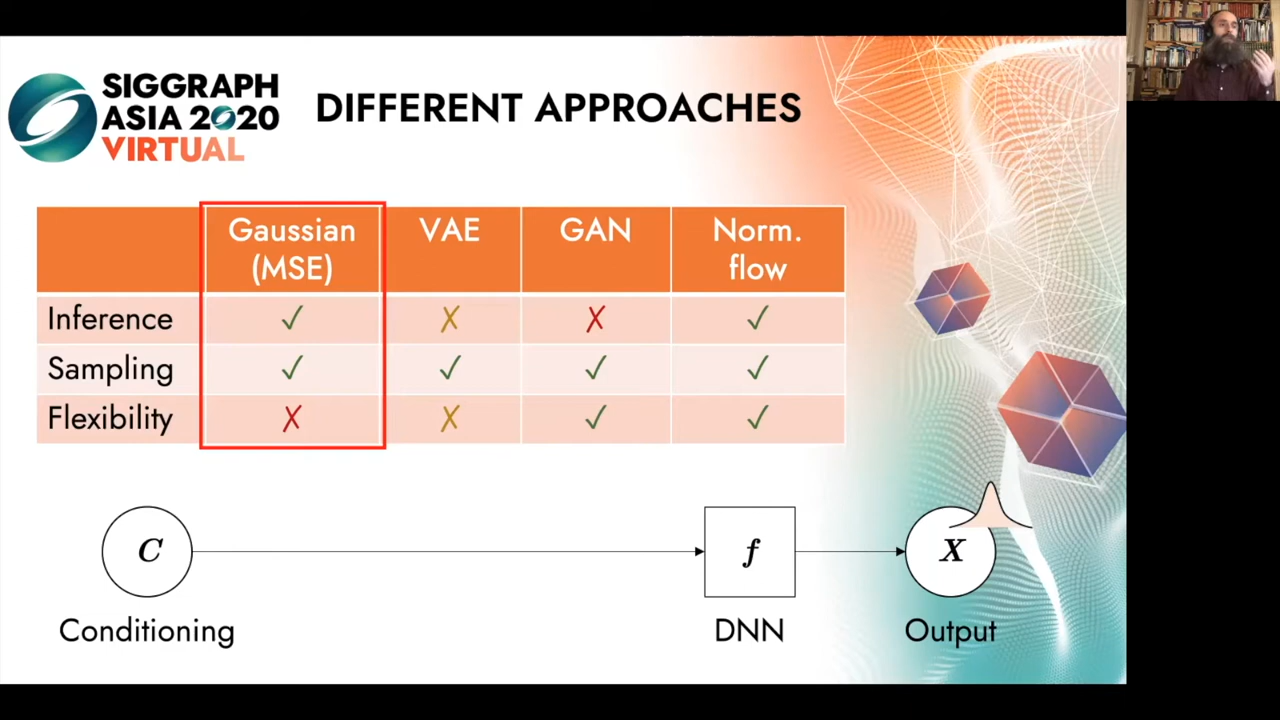 SIGGRAPH
ASIA 2020
VIRTUAL
DIFFERENT APPROACHES
Gaussian (MSE) VAE GAN Norm. flow
Inference ✓ ✗ ✗ ✓
Sampling ✓ ✓ ✓ ✓
Flexibility ✗ ✗ ✓ ✓
C f X
Conditioning DNN Output